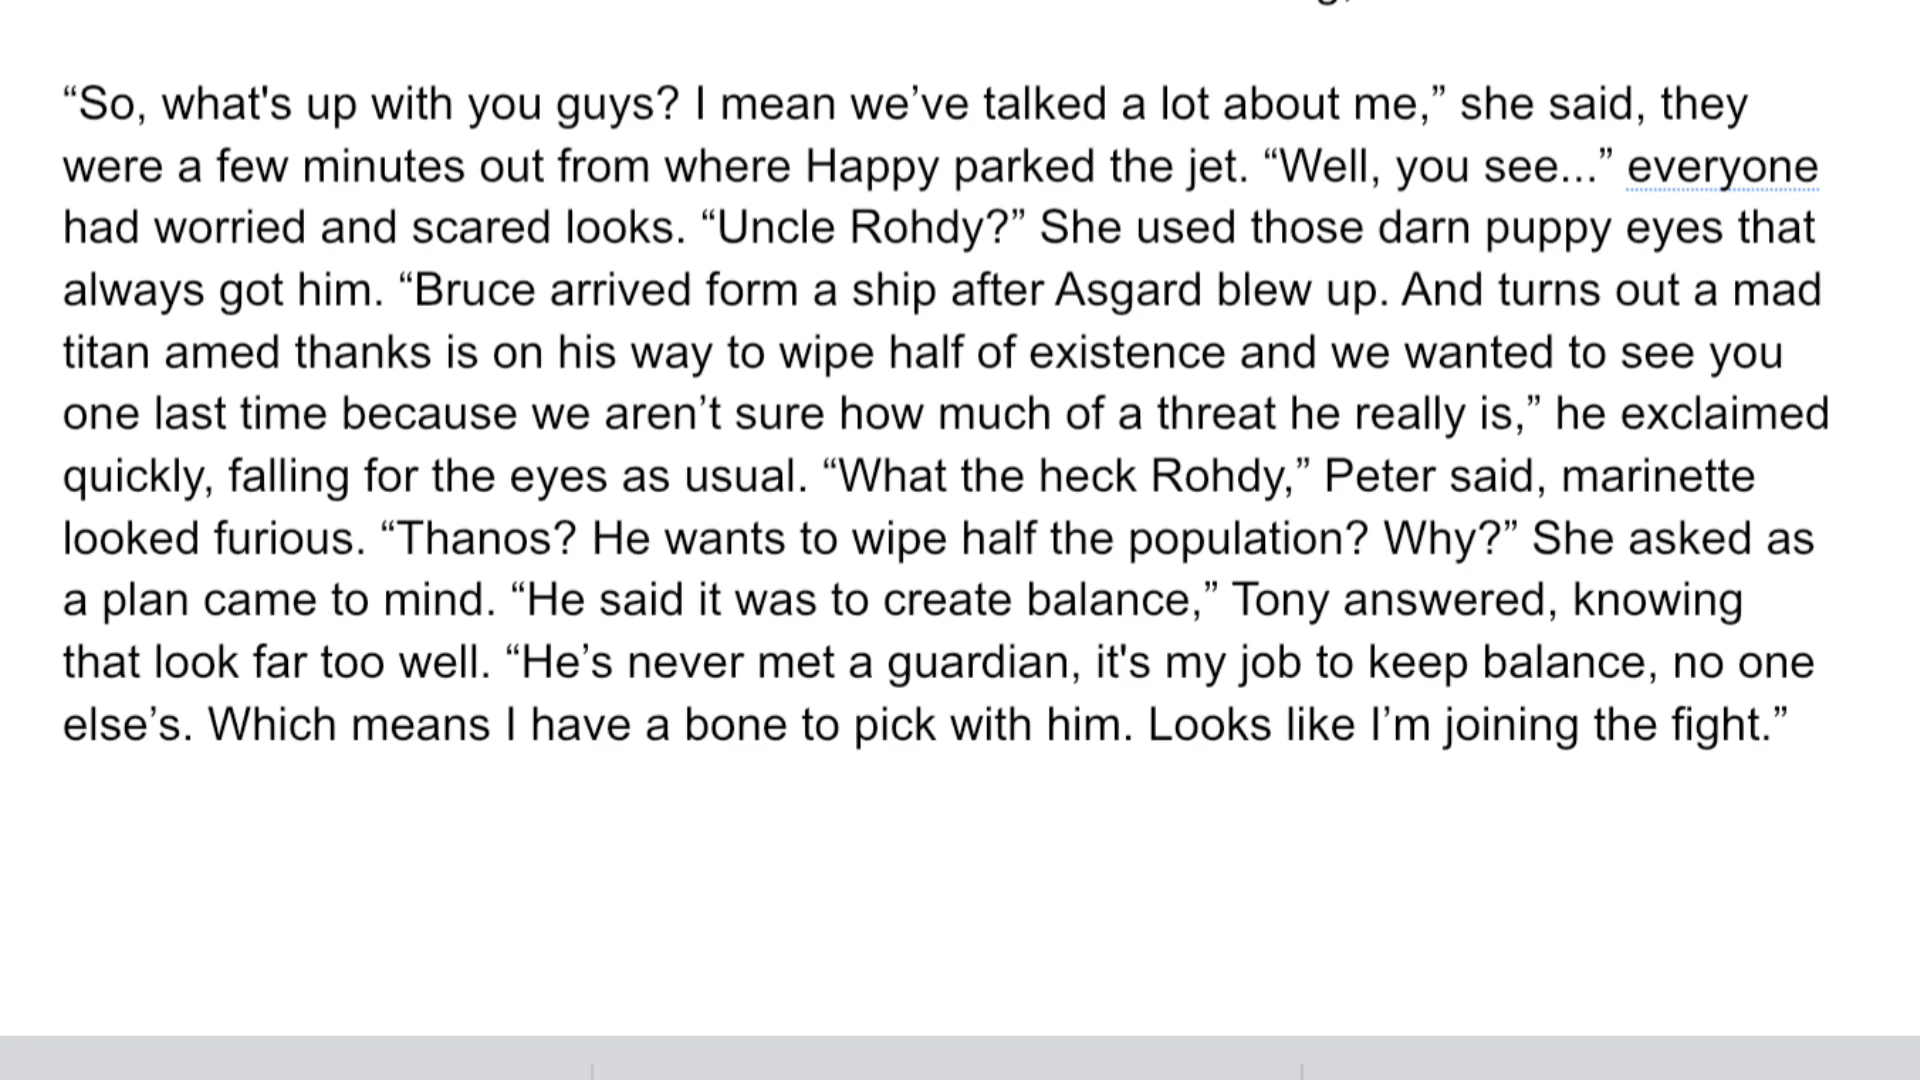 “So, what's up with you guys? I mean we’ve talked a lot about me,” she said, they
were a few minutes out from where Happy parked the jet. “Well, you see...” everyone
had worried and scared looks. “Uncle Rohdy?” She used those darn puppy eyes that
always got him. “Bruce arrived form a ship after Asgard blew up. And turns out a mad
titan amed thanks is on his way to wipe half of existence and we wanted to see you
one last time because we aren’t sure how much of a threat he really is,” he exclaimed
quickly, falling for the eyes as usual. “What the heck Rohdy,” Peter said, marinette
looked furious. “Thanos? He wants to wipe half the population? Why?” She asked as
a plan came to mind. “He said it was to create balance,” Tony answered, knowing
that look far too well. “He’s never met a guardian, it's my job to keep balance, no one
else’s. Which means I have a bone to pick with him. Looks like I’m joining the fight.”